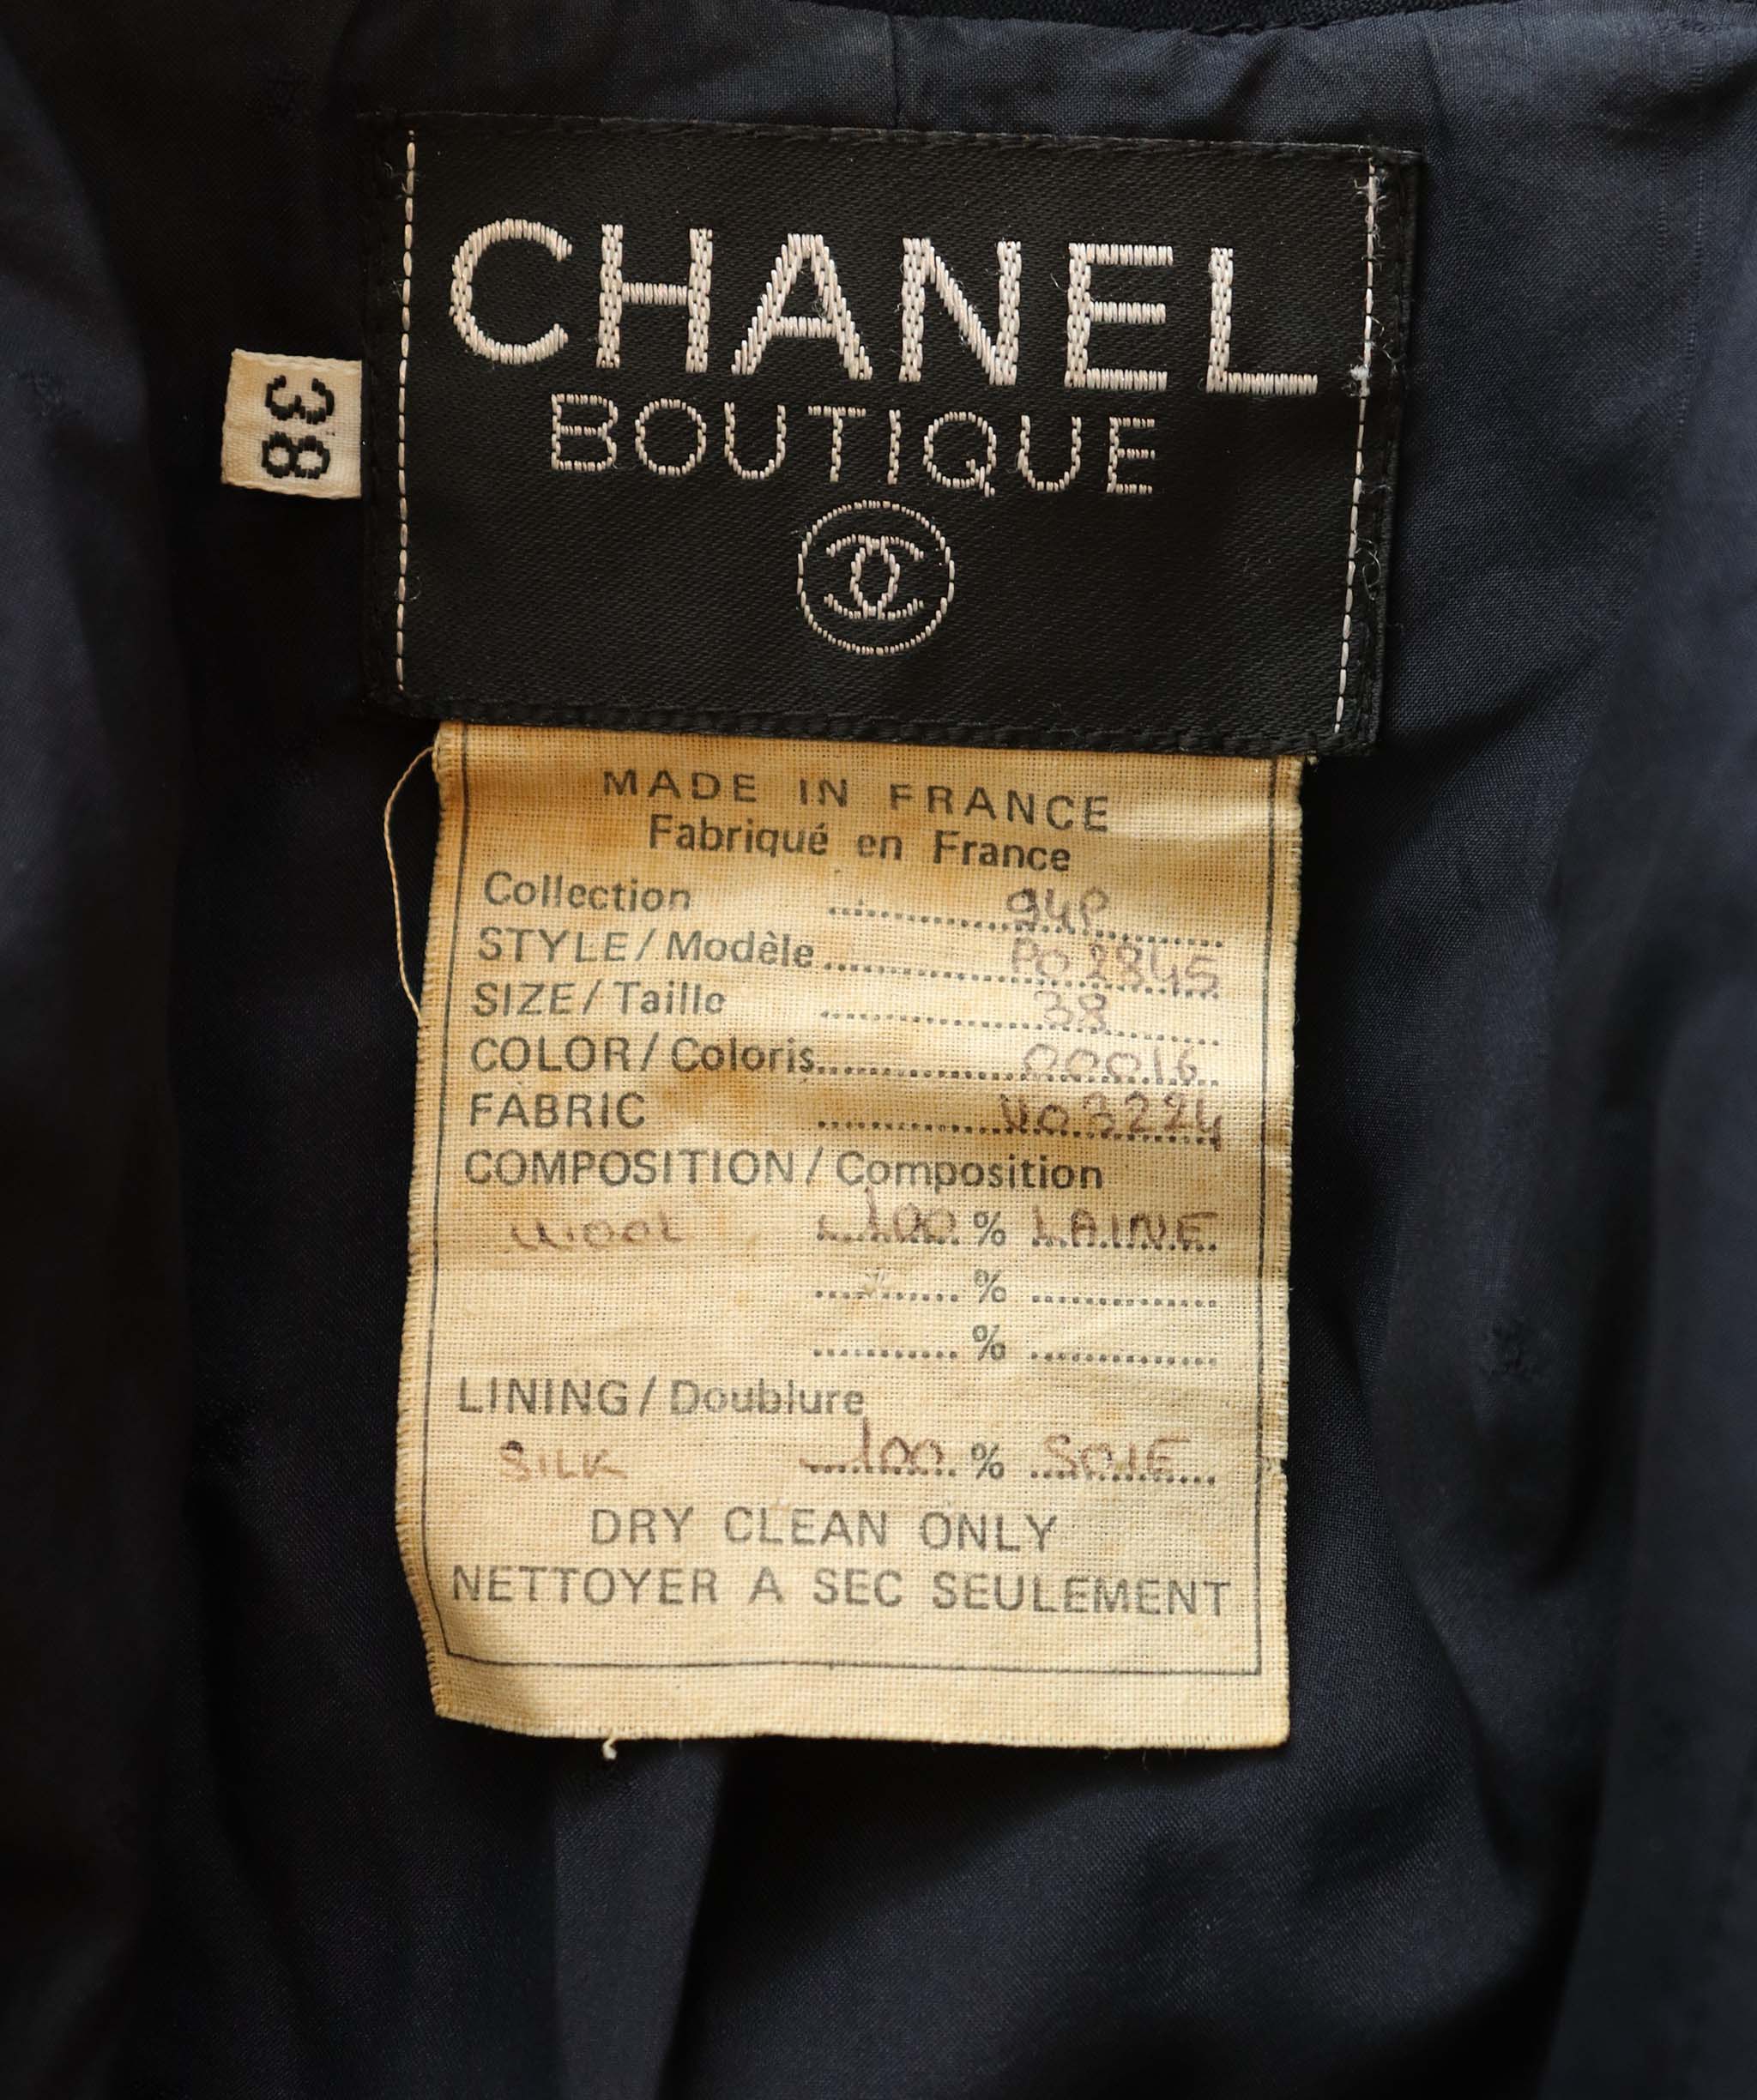 CHANEL
BOUTIQUE
38
MADE IN FRANCE
Fabriqué en France
Collection ........ 94P
STYLE/Modèle ........ P02845
SIZE/Taille ........ 38
COLOR/Coloris ........ 00016
FABRIC ........ V03224
COMPOSITION/Composition
WOOL ........ 100 % LAINE
........ % ........
........ % ........
LINING/Doublure
SILK ........ 100 % SOIE
DRY CLEAN ONLY
NETTOYER A SEC SEULEMENT